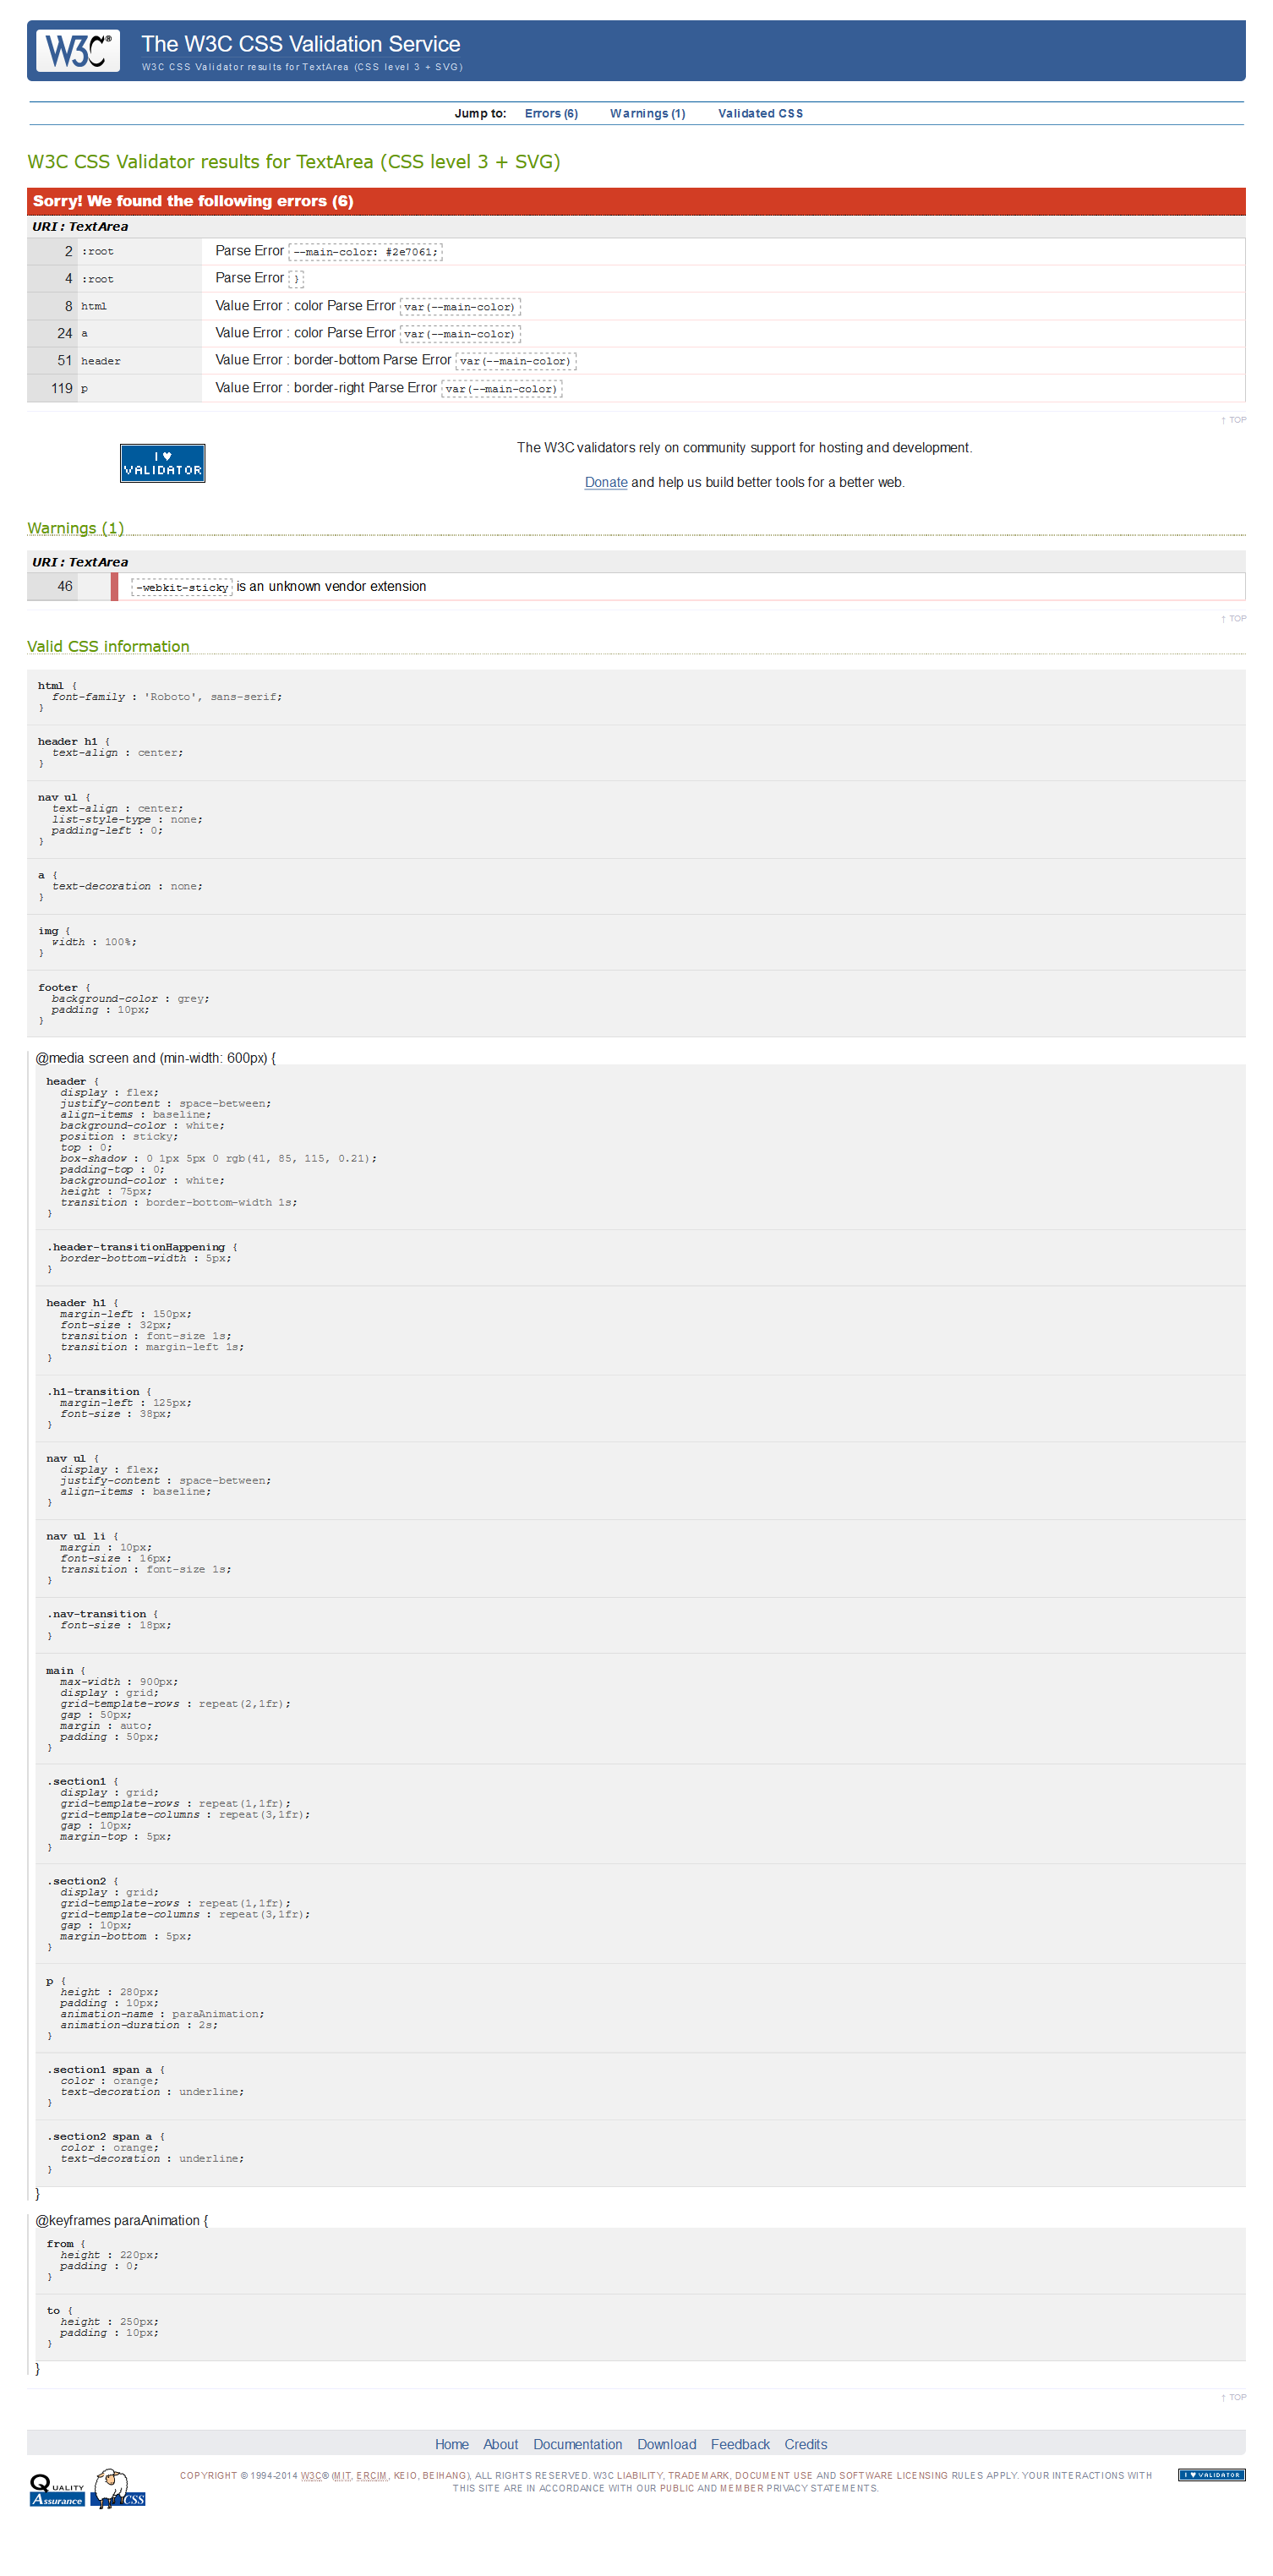 W3C®
The W3C CSS Validation Service
W3C CSS Validator results for TextArea (CSS level 3 + SVG)
Jump to: Errors (6) Warnings (1) Validated CSS
W3C CSS Validator results for TextArea (CSS level 3 + SVG)
Sorry! We found the following errors (6)
URI : TextArea
2 :root Parse Error --main-color: #2e7061;
4 :root Parse Error }
8 html Value Error : color Parse Error var(--main-color)
24 a Value Error : color Parse Error var(--main-color)
51 header Value Error : border-bottom Parse Error var(--main-color)
119 p Value Error : border-right Parse Error var(--main-color)
↑ TOP
I ♥
VALIDATOR
The W3C validators rely on community support for hosting and development.
Donate and help us build better tools for a better web.
Warnings (1)
URI : TextArea
46 -webkit-sticky is an unknown vendor extension
↑ TOP
Valid CSS information
html {
font-family : 'Roboto', sans-serif;
}
header h1 {
text-align : center;
}
nav ul {
text-align : center;
list-style-type : none;
padding-left : 0;
}
a {
text-decoration : none;
}
img {
width : 100%;
}
footer {
background-color : grey;
padding : 10px;
}
@media screen and (min-width: 600px) {
header {
display : flex;
justify-content : space-between;
align-items : baseline;
background-color : white;
position : sticky;
top : 0;
box-shadow : 0 1px 5px 0 rgb(41, 85, 115, 0.21);
padding-top : 0;
background-color : white;
height : 75px;
transition : border-bottom-width 1s;
}
.header-transitionHappening {
border-bottom-width : 5px;
}
header h1 {
margin-left : 150px;
font-size : 32px;
transition : font-size 1s;
transition : margin-left 1s;
}
.h1-transition {
margin-left : 125px;
font-size : 38px;
}
nav ul {
display : flex;
justify-content : space-between;
align-items : baseline;
}
nav ul li {
margin : 10px;
font-size : 16px;
transition : font-size 1s;
}
.nav-transition {
font-size : 18px;
}
main {
max-width : 900px;
display : grid;
grid-template-rows : repeat(2,1fr);
gap : 50px;
margin : auto;
padding : 50px;
}
.section1 {
display : grid;
grid-template-rows : repeat(1,1fr);
grid-template-columns : repeat(3,1fr);
gap : 10px;
margin-top : 5px;
}
.section2 {
display : grid;
grid-template-rows : repeat(1,1fr);
grid-template-columns : repeat(3,1fr);
gap : 10px;
margin-bottom : 5px;
}
p {
height : 280px;
padding : 10px;
animation-name : paraAnimation;
animation-duration : 2s;
}
.section1 span a {
color : orange;
text-decoration : underline;
}
.section2 span a {
color : orange;
text-decoration : underline;
}
}
@keyframes paraAnimation {
from {
height : 220px;
padding : 0;
}
to {
height : 250px;
padding : 10px;
}
}
↑ TOP
Home About Documentation Download Feedback Credits
QUALITY
Assurance
CSS
COPYRIGHT © 1994-2014 W3C® (MIT, ERCIM, KEIO, BEIHANG), ALL RIGHTS RESERVED. W3C LIABILITY, TRADEMARK, DOCUMENT USE AND SOFTWARE LICENSING RULES APPLY. YOUR INTERACTIONS WITH
THIS SITE ARE IN ACCORDANCE WITH OUR PUBLIC AND MEMBER PRIVACY STATEMENTS.
I ♥ VALIDATOR